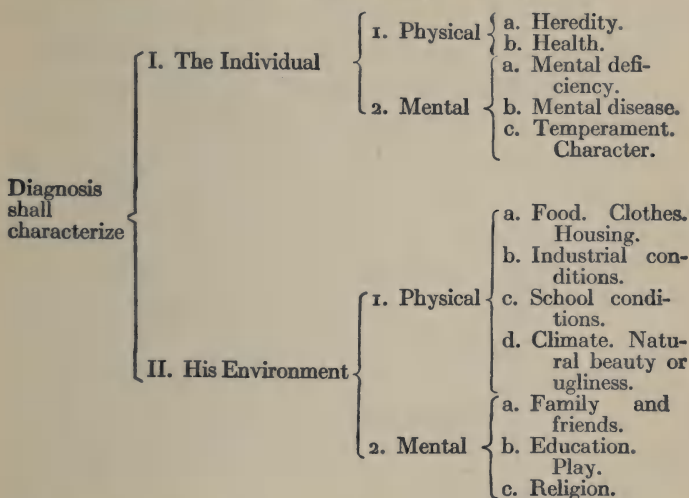 Diagnosis
shall
characterize
I. The Individual
1. Physical
a. Heredity.
b. Health.
2. Mental
a. Mental defi-
ciency.
b. Mental disease.
c. Temperament.
Character.
II. His Environment
1. Physical
a. Food. Clothes.
Housing.
b. Industrial con-
ditions.
c. School condi-
tions.
d. Climate. Natu-
ral beauty or
ugliness.
2. Mental
a. Family and
friends.
b. Education.
Play.
c. Religion.